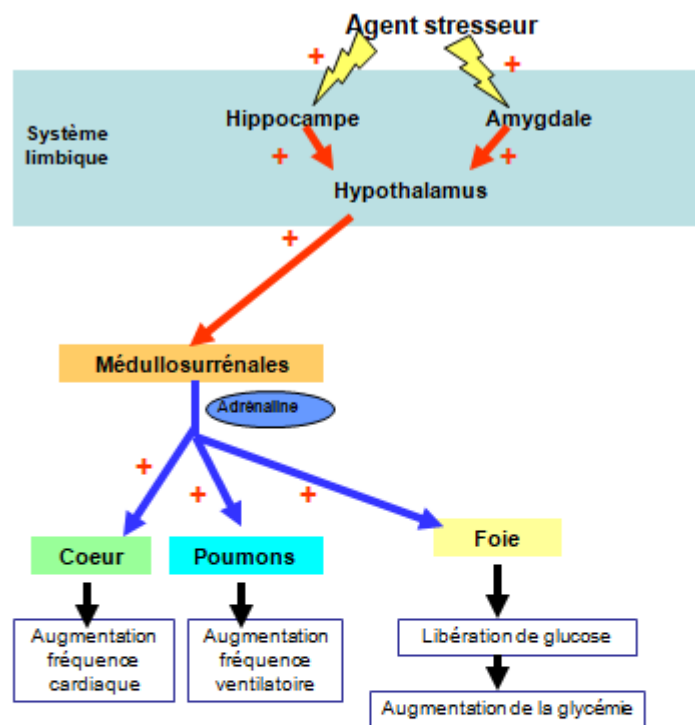 Agent stresseur
+
+
Hippocampe
Amygdale
Système
limbique
+
+
Hypothalamus
+
Médullosurrénales
Adrénaline
+
+
+
Coeur
Poumons
Foie
Augmentation
fréquence
cardiaque
Augmentation
fréquence
ventilatoire
Libération de glucose
Augmentation de la glycémie